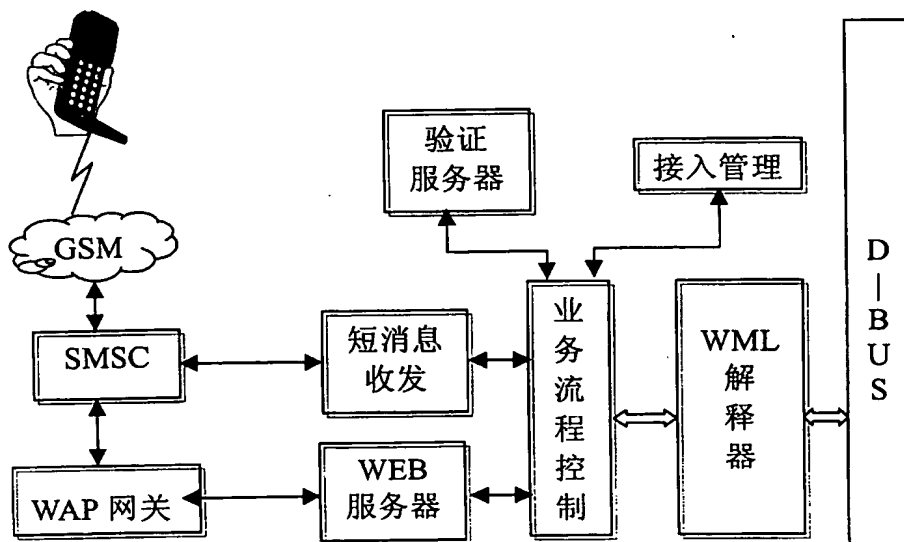 验证
服务器
接入管理
GSM
D
—
B
U
S
业
务
流
程
控
制
WML
解
释
器
短消息
收发
SMSC
WEB
服务器
WAP 网关